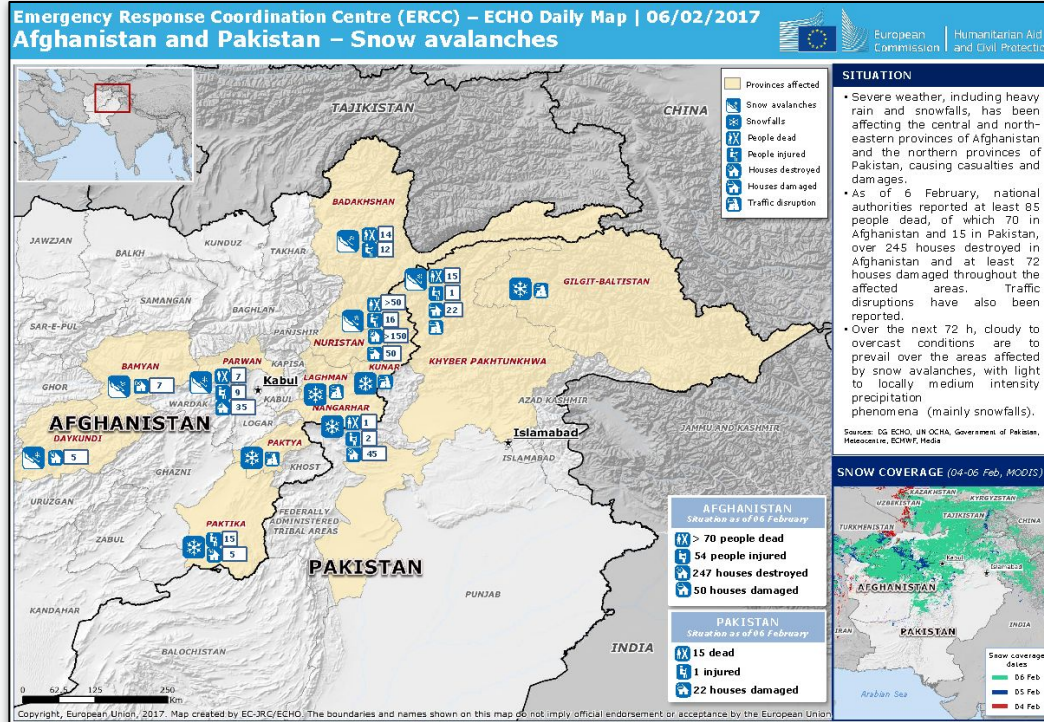 Emergency Response Coordination Centre (ERCC) – ECHO Daily Map | 06/02/2017
Afghanistan and Pakistan – Snow avalanches
European
Commission
Humanitarian Aid
and Civil Protection
Provinces affected
Snow avalanches
Snowfalls
People dead
People injured
Houses destroyed
Houses damaged
Traffic disruption
TAJIKISTAN
CHINA
BADAKHSHAN
JAWZJAN
BALKH
KUNDUZ
TAKHAR
14
12
SAMANGAN
BAGHLAN
SAR-E-PUL
PANJSHIR
>50
16
>150
50
NURISTAN
15
1
22
GILGIT-BALTISTAN
KHYBER PAKHTUNKHWA
BAMYAN
PARWAN
KAPISA
KUNAR
LAGHMAN
7
7
9
35
Kabul
KABUL
GHOR
WARDAK
LOGAR
NANGARHAR
1
2
45
AZAD KASHMIR
Islamabad
ISLAMABAD
JAMMU AND KASHMIR
AFGHANISTAN
DAYKUNDI
5
PAKTYA
KHOST
GHAZNI
URUZGAN
PAKTIKA
15
5
ZABUL
FEDERALLY
ADMINISTERED
TRIBAL AREAS
PAKISTAN
PUNJAB
KANDAHAR
BALOCHISTAN
INDIA
AFGHANISTAN
Situation as of 06 February
> 70 people dead
54 people injured
247 houses destroyed
50 houses damaged
PAKISTAN
Situation as of 06 February
15 dead
1 injured
22 houses damaged
0 62,5 125 250
Km
Copyright, European Union, 2017. Map created by EC-JRC/ECHO. The boundaries and names shown on this map do not imply official endorsement or acceptance by the European Union
SITUATION
• Severe weather, including heavy
rain and snowfalls, has been
affecting the central and north-
eastern provinces of Afghanistan
and the northern provinces of
Pakistan, causing casualties and
damages.
• As of 6 February, national
authorities reported at least 85
people dead, of which 70 in
Afghanistan and 15 in Pakistan,
over 245 houses destroyed in
Afghanistan and at least 72
houses damaged throughout the
affected areas. Traffic
disruptions have also been
reported.
• Over the next 72 h, cloudy to
overcast conditions are to
prevail over the areas affected
by snow avalanches, with light
to locally medium intensity
precipitation
phenomena (mainly snowfalls).
Sources: DG ECHO, UN OCHA, Government of Pakistan,
Meteocentre, ECMWF, Media
SNOW COVERAGE (04-06 Feb, MODIS)
KAZAKHSTAN
UZBEKISTAN
KYRGYZSTAN
TURKMENISTAN
TAJIKISTAN
CHINA
Kabul
Islamabad
AFGHANISTAN
IRAN
PAKISTAN
INDIA
Arabian Sea
Snow coverage
dates
06 Feb
05 Feb
04 Feb